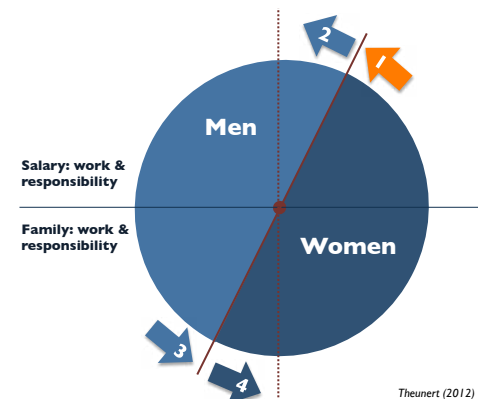 2
1
Men
Salary: work &
responsibility
Family: work &
responsibility
Women
3
4
Theunert (2012)